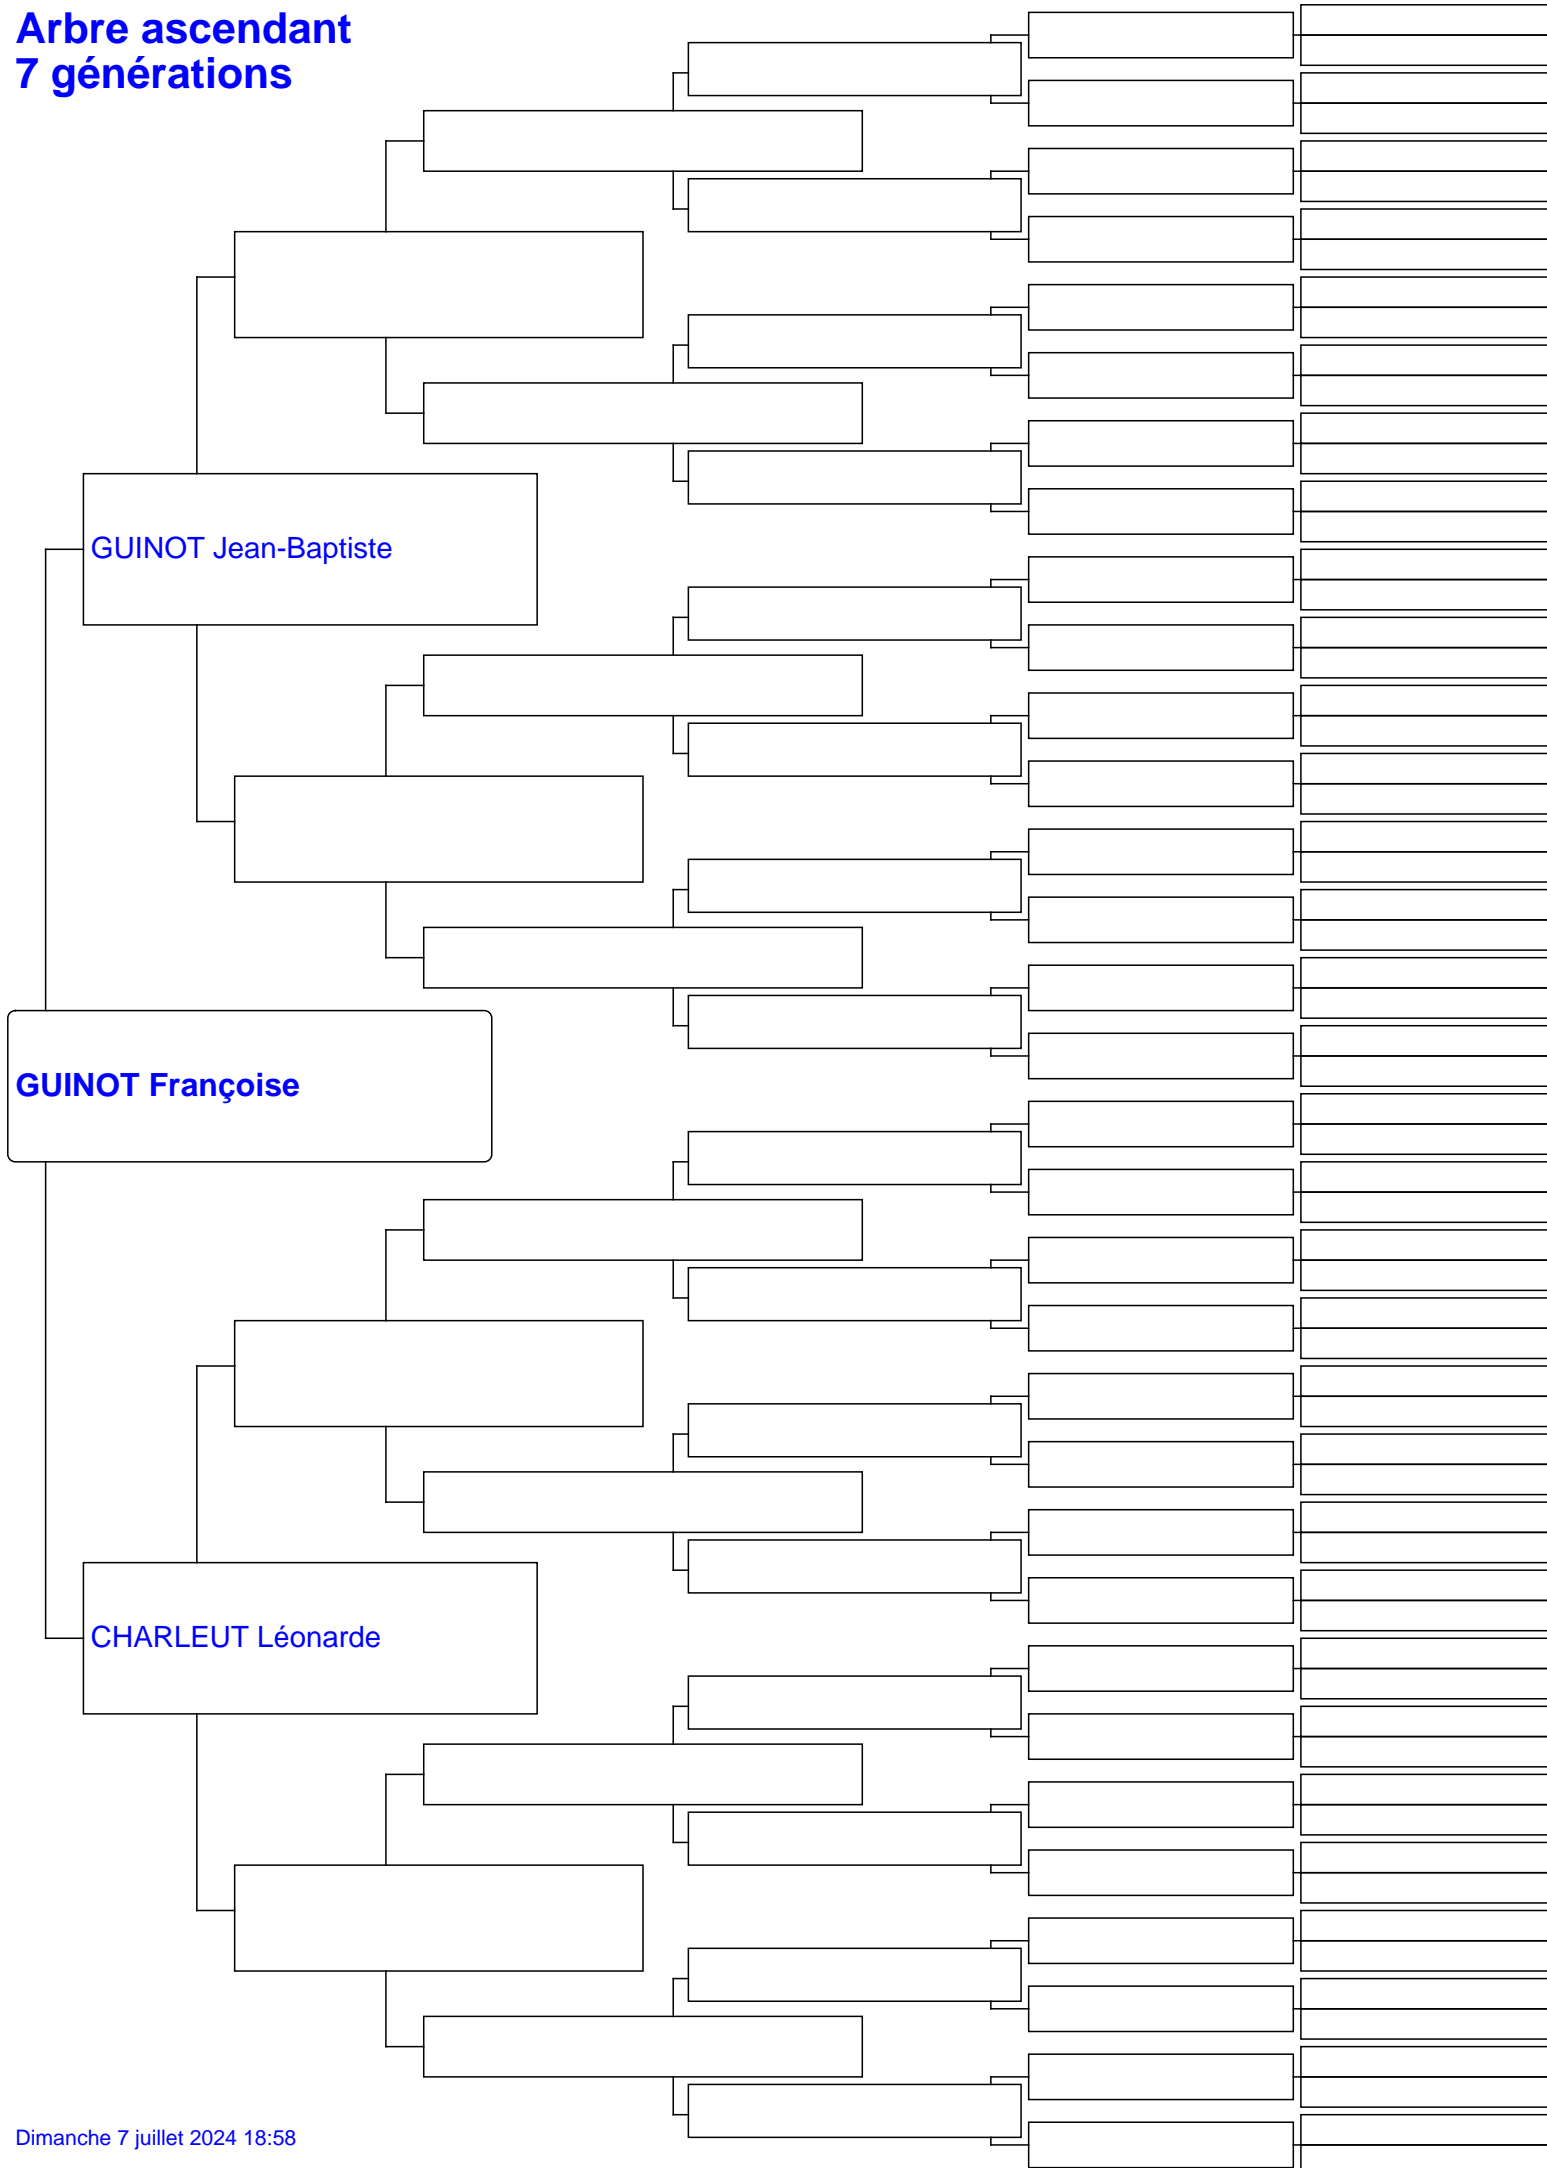 Arbre ascendant
7 générations
GUINOT Jean-Baptiste
GUINOT Françoise
CHARLEUT Léonarde
Dimanche 7 juillet 2024 18:58